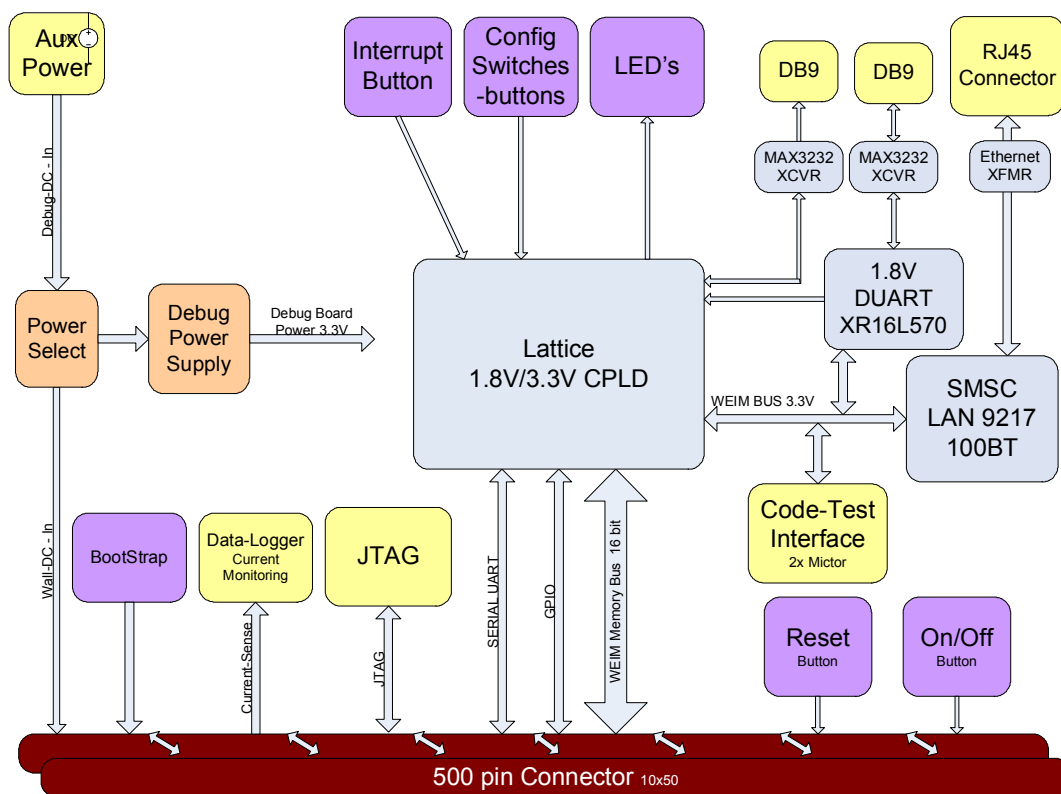 Aux
Power
DC
Interrupt
Button
Config
Switches
-buttons
LED's
DB9
DB9
RJ45
Connector
MAX3232
XCVR
MAX3232
XCVR
Ethernet
XFMR
Debug-DC - In
1.8V
DUART
XR16L570
Power
Select
Debug
Power
Supply
Debug Board
Power 3.3V
Lattice
1.8V/3.3V CPLD
WEIM BUS 3.3V
SMSC
LAN 9217
100BT
Code-Test
Interface
2x Mictor
Wall-DC - In
BootStrap
Data-Logger
Current
Monitoring
JTAG
Current-Sense
JTAG
SERIAL UART
GPIO
WEIM Memory Bus 16 bit
Reset
Button
On/Off
Button
500 pin Connector 10x50